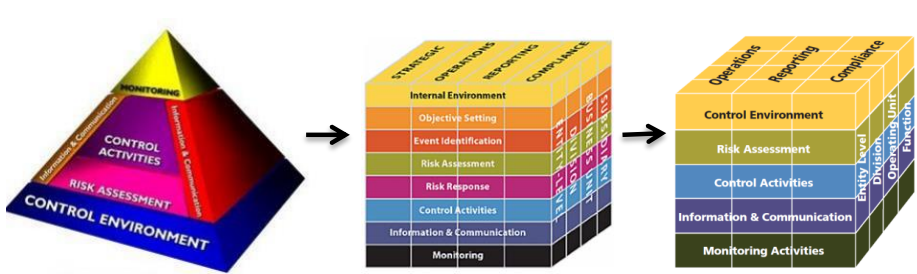 MONITORING
Information & Communication
CONTROL
ACTIVITIES
Information & Communication
RISK ASSESSMENT
CONTROL ENVIRONMENT
STRATEGIC
OPERATIONS
REPORTING
COMPLIANCE
Internal Environment
Objective Setting
Event Identification
Risk Assessment
Risk Response
Control Activities
Information & Communication
Monitoring
ENTITY-LEVEL
DIVISION
BUSINESS UNIT
SUBSIDIARY
Operations
Reporting
Compliance
Control Environment
Risk Assessment
Control Activities
Information & Communication
Monitoring Activities
Entity Level
Division
Operating Unit
Function